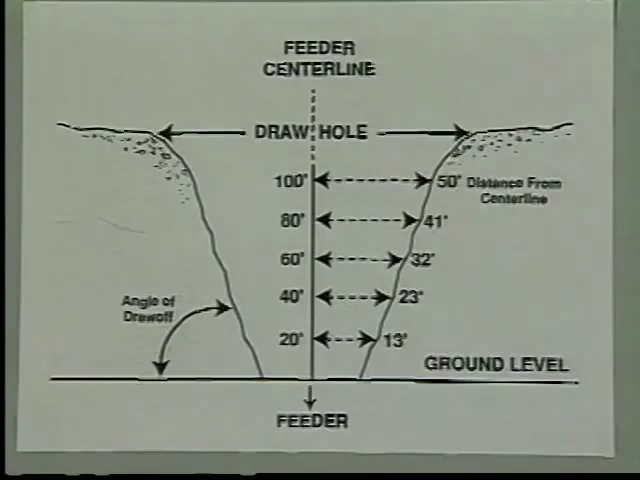 FEEDER
CENTERLINE
DRAW HOLE
100' 50' Distance From
Centerline
80' 41'
60' 32'
40' 23'
Angle of
Drawoff
20' 13'
GROUND LEVEL
FEEDER